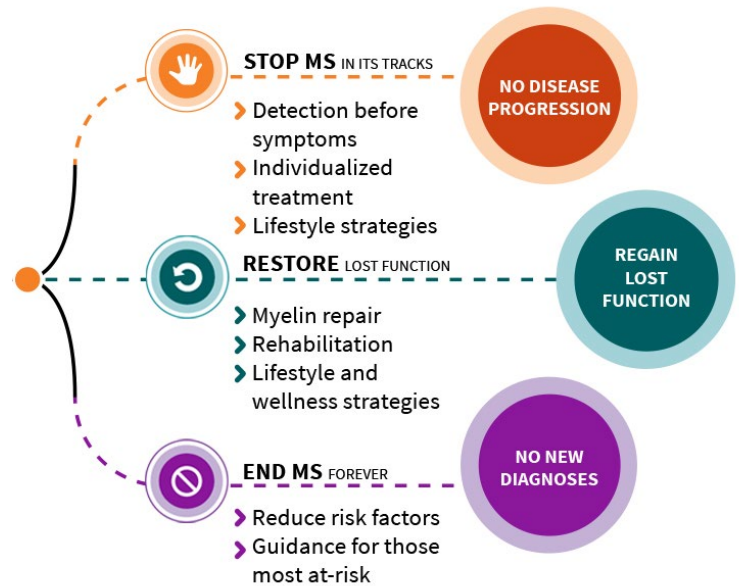 STOP MS IN ITS TRACKS
NO DISEASE
PROGRESSION
Detection before
symptoms
Individualized
treatment
Lifestyle strategies
RESTORE LOST FUNCTION
REGAIN
LOST
FUNCTION
Myelin repair
Rehabilitation
Lifestyle and
wellness strategies
END MS FOREVER
NO NEW
DIAGNOSES
Reduce risk factors
Guidance for those
most at-risk